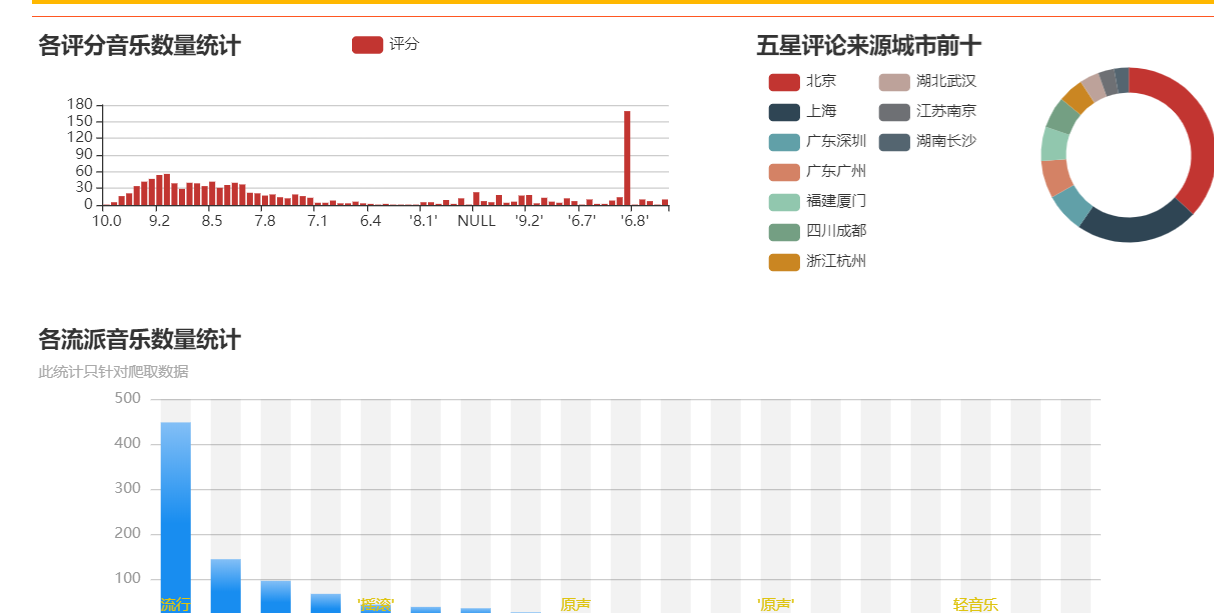 各评分音乐数量统计
评分
180
150
120
90
60
30
0
10.0 9.2 8.5 7.8 7.1 6.4 '8.1' NULL '9.2' '6.7' '6.8'
五星评论来源城市前十
北京 湖北武汉
上海 江苏南京
广东深圳 湖南长沙
广东广州
福建厦门
四川成都
浙江杭州
各流派音乐数量统计
此统计只针对爬取数据
500
400
300
200
100
流行 '摇滚' 原声 '原声' 轻音乐